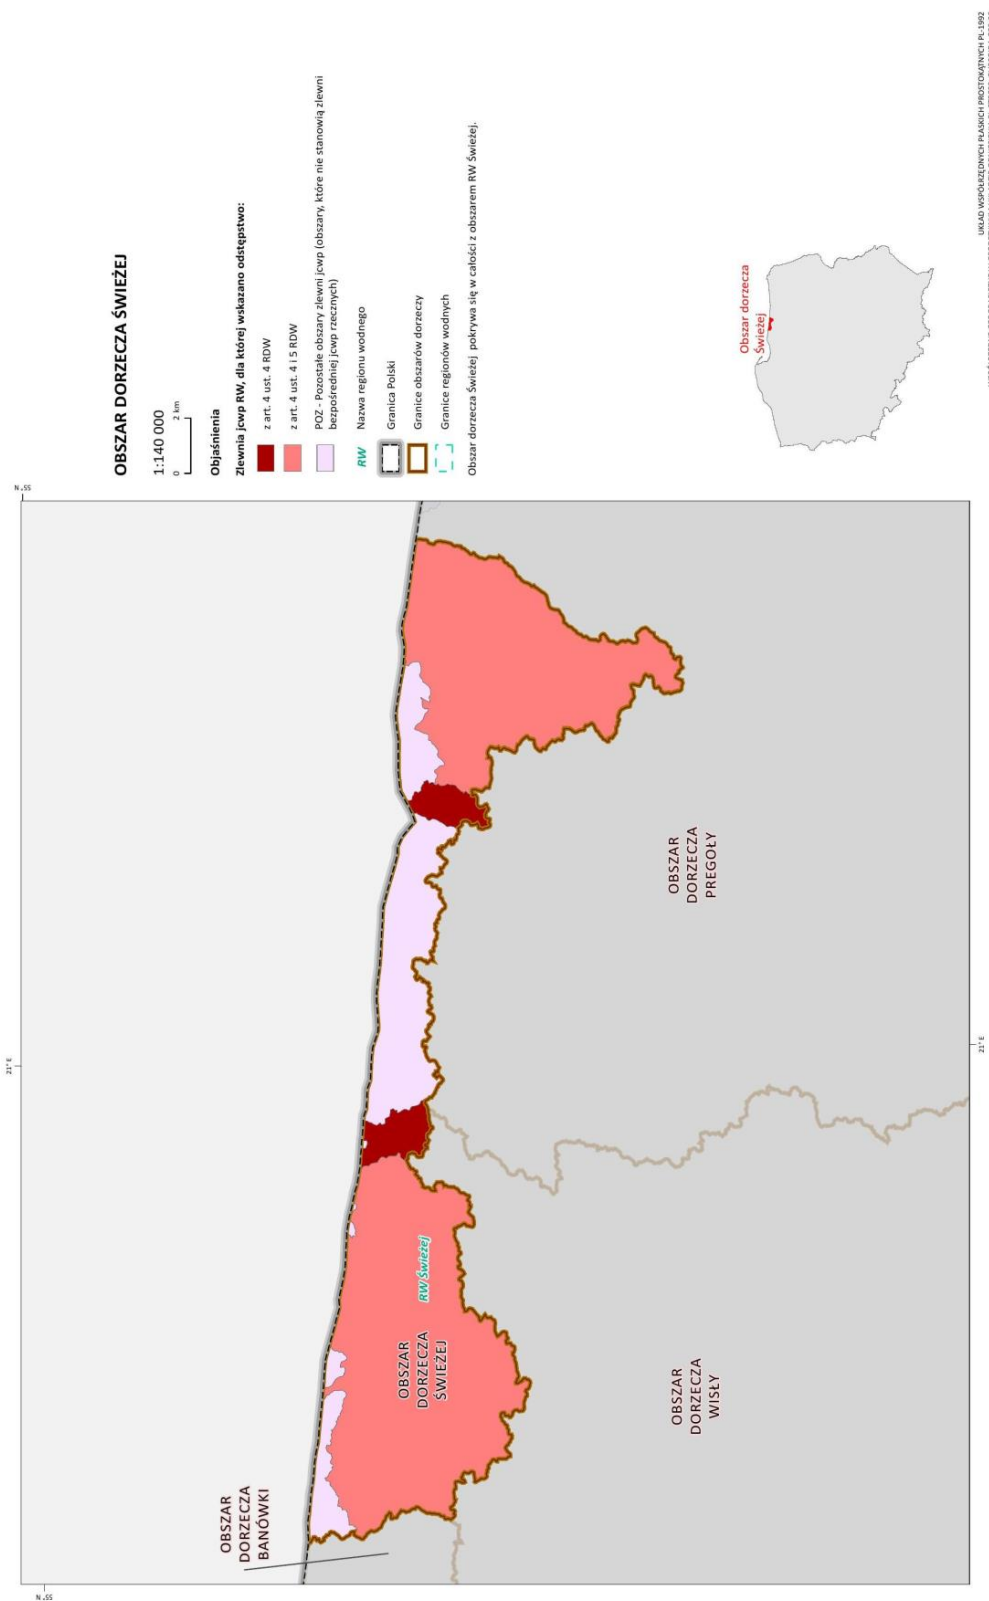 OBSZAR DORZECZA ŚWIEŻEJ
1:140 000
0 2 km
Objaśnienia
Zlewnia jcwp RW, dla której wskazano odstępstwo:
z art. 4 ust. 4 RDW
z art. 4 ust. 4 i 5 RDW
POZ - Pozostałe obszary zlewni jcwp (obszary, które nie stanowią zlewni
bezpośredniej jcwp rzecznych)
RW Nazwa regionu wodnego
Granica Polski
Granice obszarów dorzeczy
Granice regionów wodnych
Obszar dorzecza Świeżej pokrywa się w całości z obszarem RW Świeżej.
Obszar dorzecza
Świeżej
UKŁAD WSPÓŁRZĘDNYCH PŁASKICH PROSTOKĄTNYCH PL-1992
21° E
21° E
OBSZAR
DORZECZA
BANÓWKI
OBSZAR
DORZECZA
ŚWIEŻEJ
RW Świeżej
OBSZAR
DORZECZA
WISŁY
OBSZAR
DORZECZA
PREGOŁY